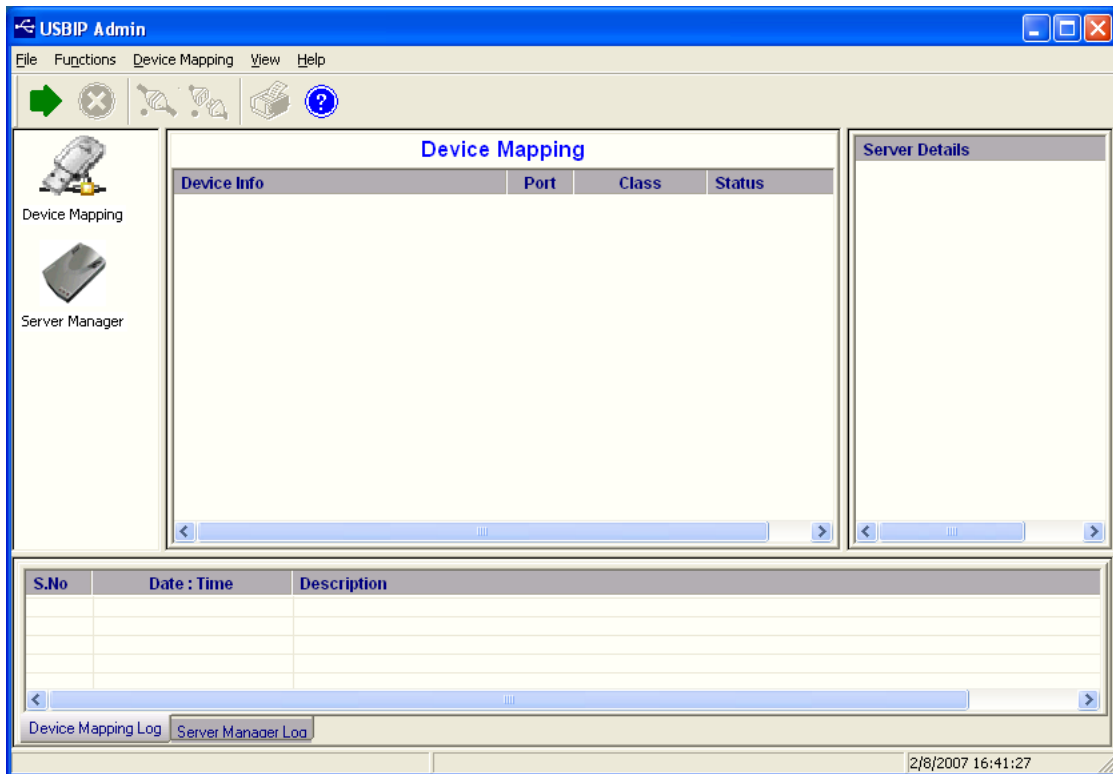 USBIP Admin
File Functions Device Mapping View Help
Device Mapping
Server Manager
Device Mapping
Device Info Port Class Status
Server Details
S.No Date : Time Description
Device Mapping Log Server Manager Log
2/8/2007 16:41:27